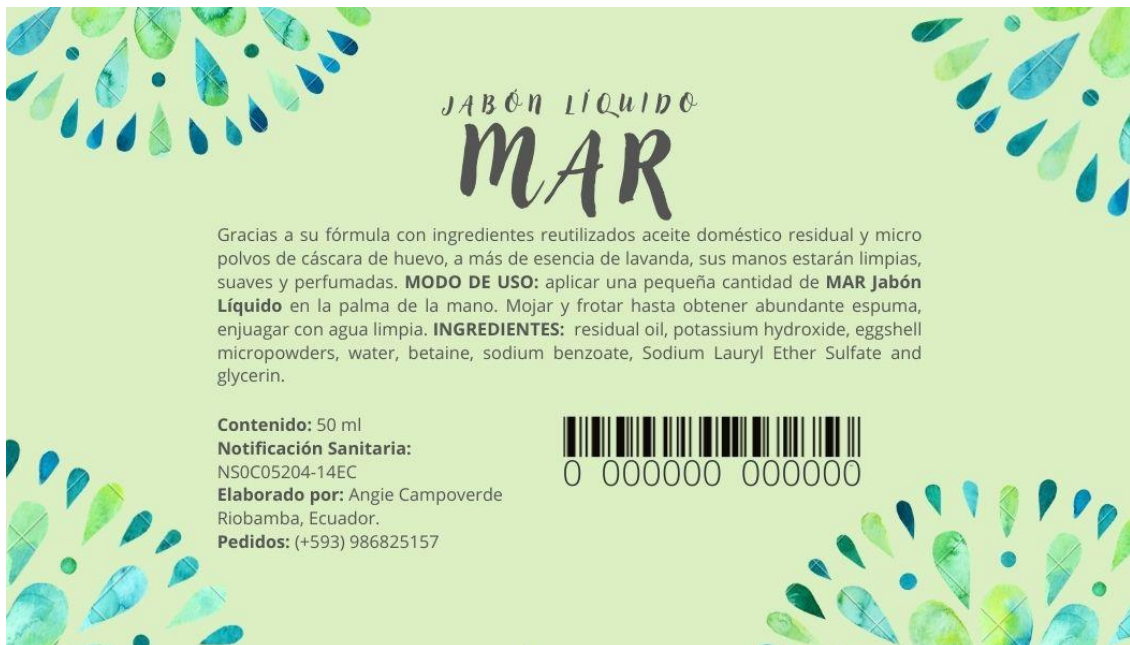 JABÓN LÍQUIDO
MAR
Gracias a su fórmula con ingredientes reutilizados aceite doméstico residual y micro
polvos de cáscara de huevo, a más de esencia de lavanda, sus manos estarán limpias,
suaves y perfumadas. MODO DE USO: aplicar una pequeña cantidad de MAR Jabón
Líquido en la palma de la mano. Mojar y frotar hasta obtener abundante espuma,
enjuagar con agua limpia. INGREDIENTES: residual oil, potassium hydroxide, eggshell
micropowders, water, betaine, sodium benzoate, Sodium Lauryl Ether Sulfate and
glycerin.
Contenido: 50 ml
Notificación Sanitaria:
NS0C05204-14EC
Elaborado por: Angie Campoverde
Riobamba, Ecuador.
Pedidos: (+593) 986825157
0 000000 000000